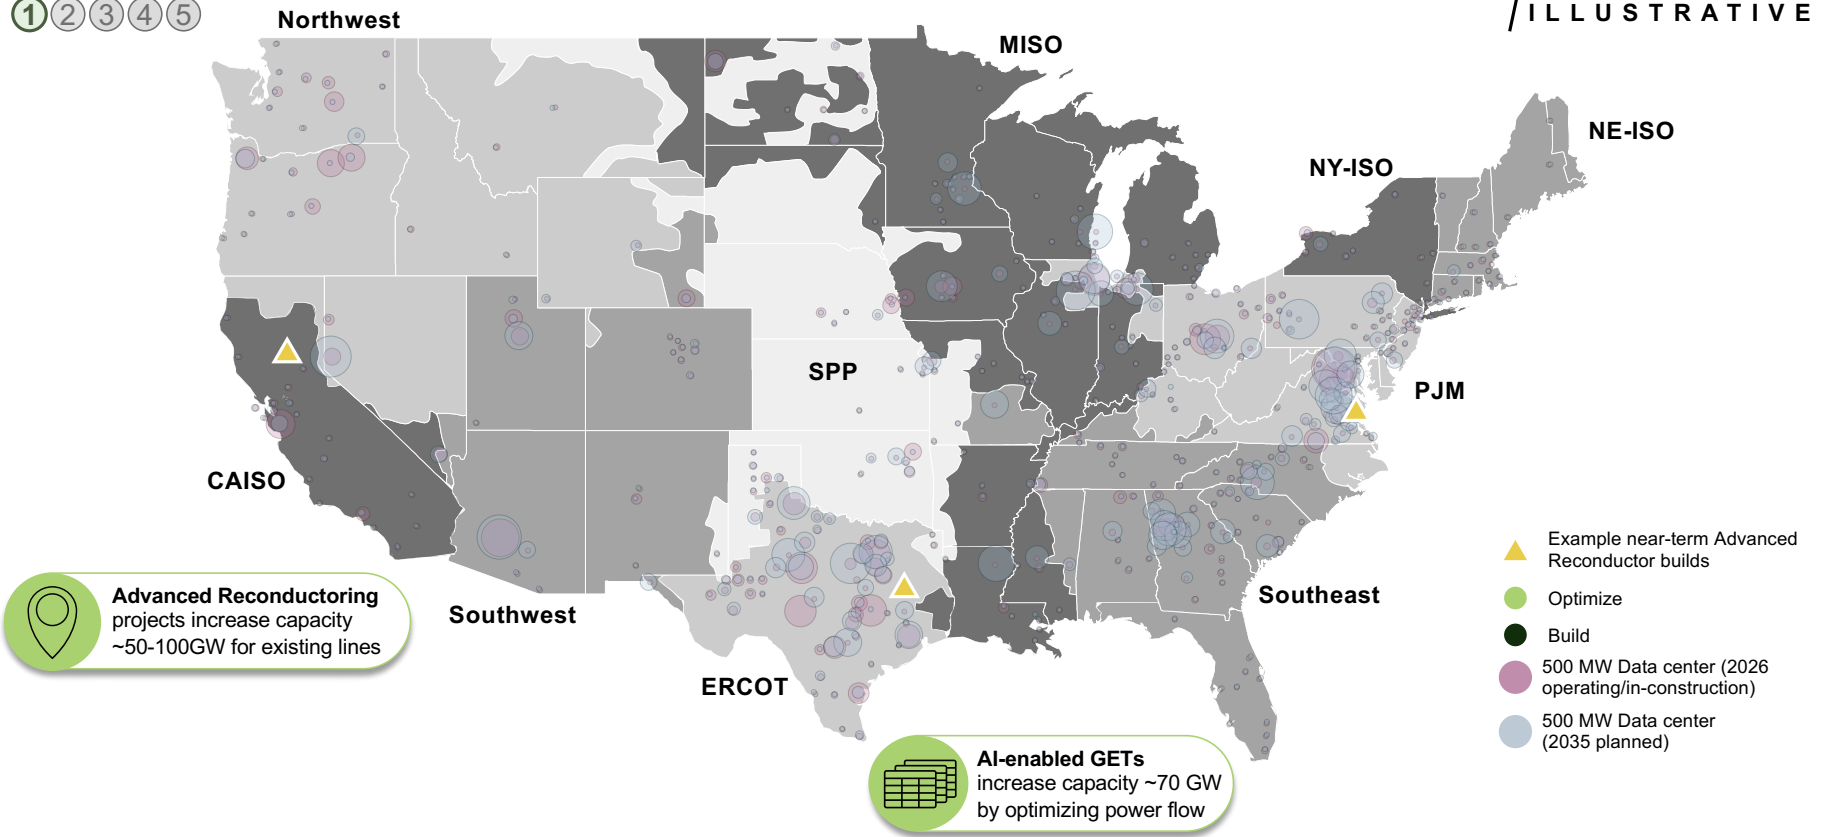 1 2 3 4 5
Northwest
/ILLUSTRATIVE
MISO
NE-ISO
NY-ISO
SPP
PJM
CAISO
Southwest
Southeast
ERCOT
Advanced Reconductoring
projects increase capacity
~50-100GW for existing lines
AI-enabled GETs
increase capacity ~70 GW
by optimizing power flow
Example near-term Advanced
Reconductor builds
Optimize
Build
500 MW Data center (2026
operating/in-construction)
500 MW Data center
(2035 planned)